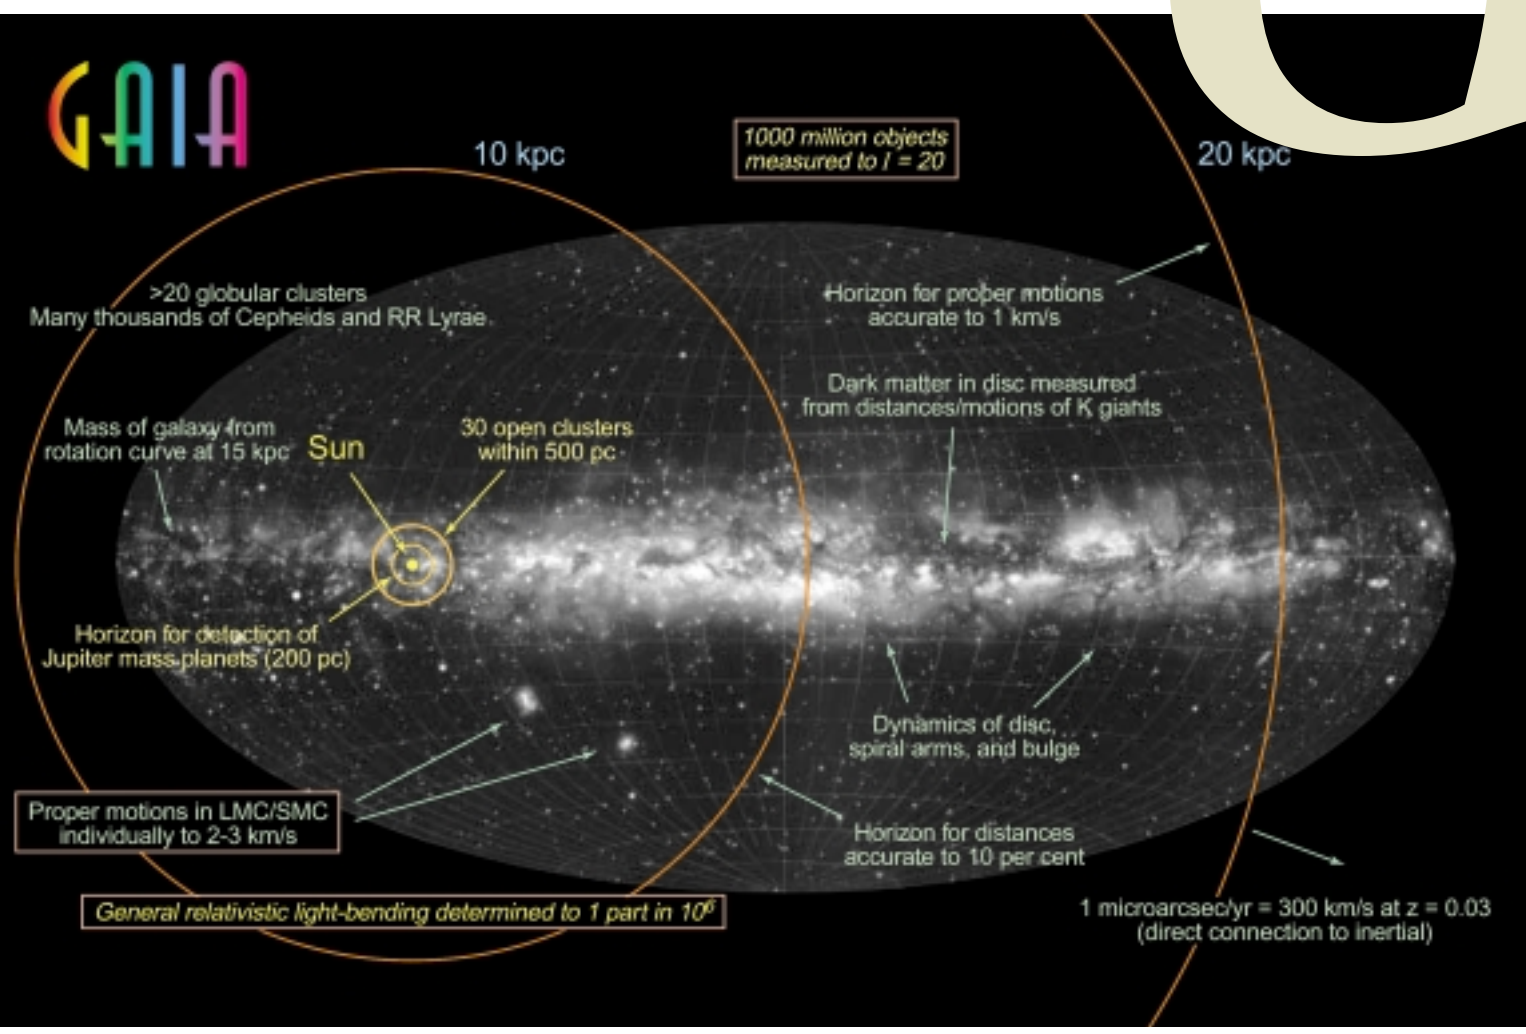 GAIA
10 kpc
1000 million objects
measured to I = 20
20 kpc
>20 globular clusters
Many thousands of Cepheids and RR Lyrae
Horizon for proper motions
accurate to 1 km/s
Dark matter in disc measured
from distances/motions of K giants
Mass of galaxy from
rotation curve at 15 kpc
Sun
30 open clusters
within 500 pc
Horizon for detection of
Jupiter mass planets (200 pc)
Dynamics of disc,
spiral arms, and bulge
Proper motions in LMC/SMC
individually to 2-3 km/s
Horizon for distances
accurate to 10 per cent
General relativistic light-bending determined to 1 part in 10⁶
1 microarcsec/yr = 300 km/s at z = 0.03
(direct connection to inertial)